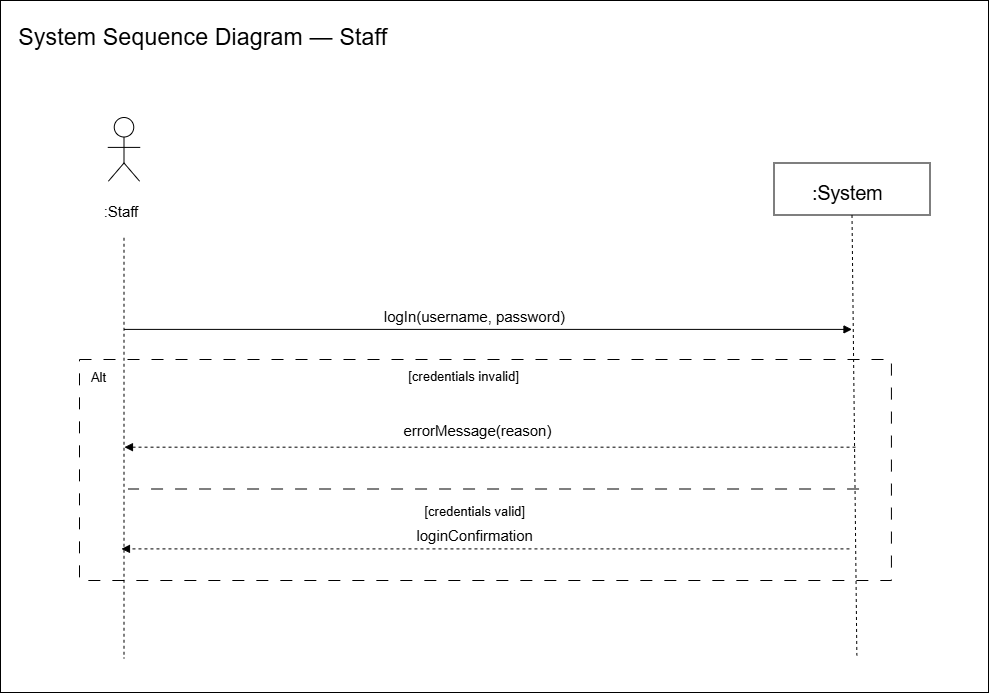 System Sequence Diagram — Staff
:Staff
:System
logIn(username, password)
Alt
[credentials invalid]
errorMessage(reason)
[credentials valid]
loginConfirmation